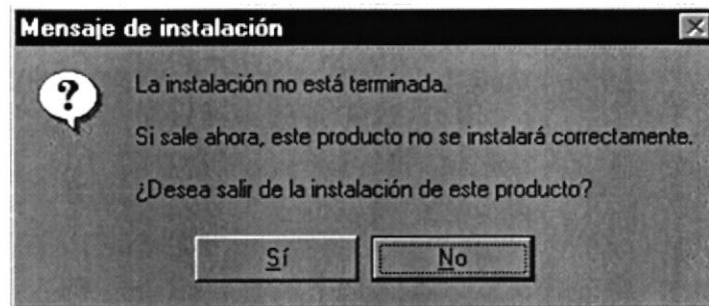 Mensaje de instalación
La instalación no está terminada.
Si sale ahora, este producto no se instalará correctamente.
¿Desea salir de la instalación de este producto?
Sí
No